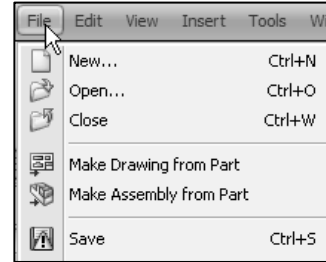 File Edit View Insert Tools
New... Ctrl+N
Open... Ctrl+O
Close Ctrl+W
Make Drawing from Part
Make Assembly from Part
Save Ctrl+S